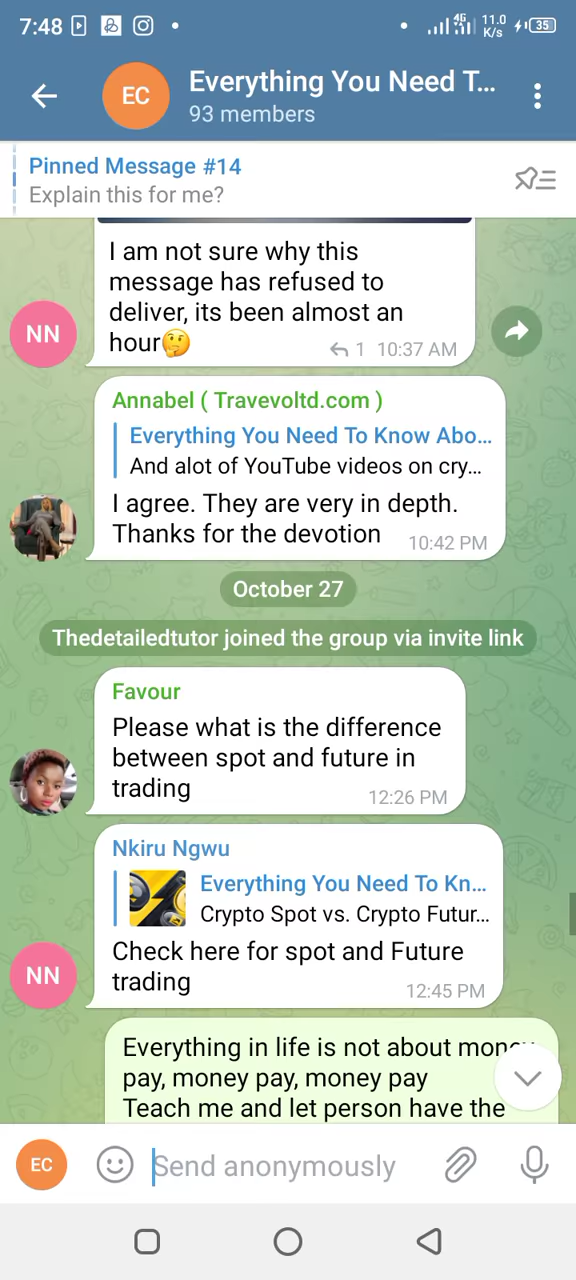 7:48
4G
11.0
K/s
35
EC
Everything You Need T...
93 members
Pinned Message #14
Explain this for me?
I am not sure why this
message has refused to
deliver, its been almost an
hour🤔
1 10:37 AM
NN
Annabel ( Travevoltd.com )
Everything You Need To Know Abo...
And alot of YouTube videos on cry...
I agree. They are very in depth.
Thanks for the devotion
10:42 PM
October 27
Thedetailedtutor joined the group via invite link
Favour
Please what is the difference
between spot and future in
trading
12:26 PM
Nkiru Ngwu
Everything You Need To Kn...
Crypto Spot vs. Crypto Futur...
Check here for spot and Future
trading
12:45 PM
NN
Everything in life is not about money
pay, money pay, money pay
Teach me and let person have the
EC
Send anonymously